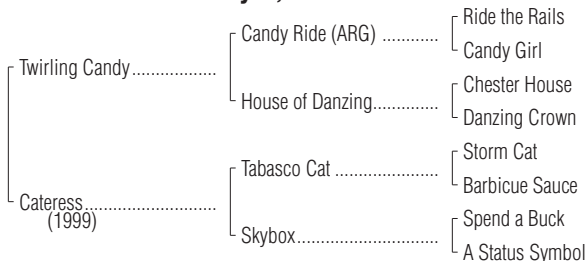 Ride the Rails
Candy Ride (ARG) ............
Candy Girl
Twirling Candy..................
Chester House
House of Danzing..............
Danzing Crown
Storm Cat
Tabasco Cat ......................
Barbicue Sauce
Cateress............................
(1999)
Spend a Buck
Skybox..............................
A Status Symbol